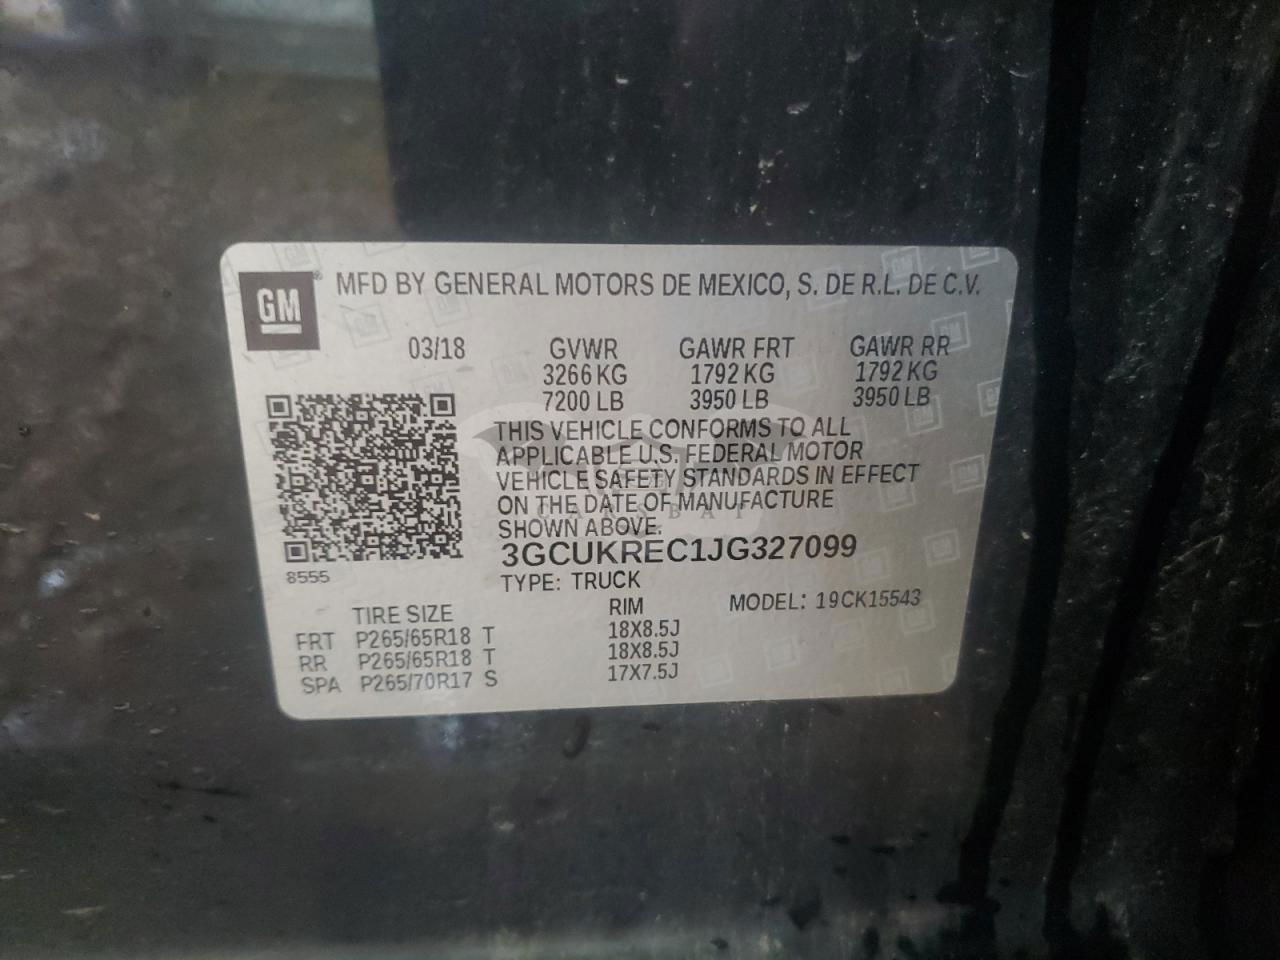 GM
MFD BY GENERAL MOTORS DE MEXICO, S. DE R.L. DE C.V.
03/18 GVWR GAWR FRT GAWR RR
3266 KG 1792 KG 1792 KG
7200 LB 3950 LB 3950 LB
THIS VEHICLE CONFORMS TO ALL
APPLICABLE U.S. FEDERAL MOTOR
VEHICLE SAFETY STANDARDS IN EFFECT
ON THE DATE OF MANUFACTURE
CARSBAT
SHOWN ABOVE.
3GCUKREC1JG327099
8555
TYPE: TRUCK
TIRE SIZE RIM MODEL: 19CK15543
FRT P265/65R18 T 18X8.5J
RR P265/65R18 T 18X8.5J
SPA P265/70R17 S 17X7.5J